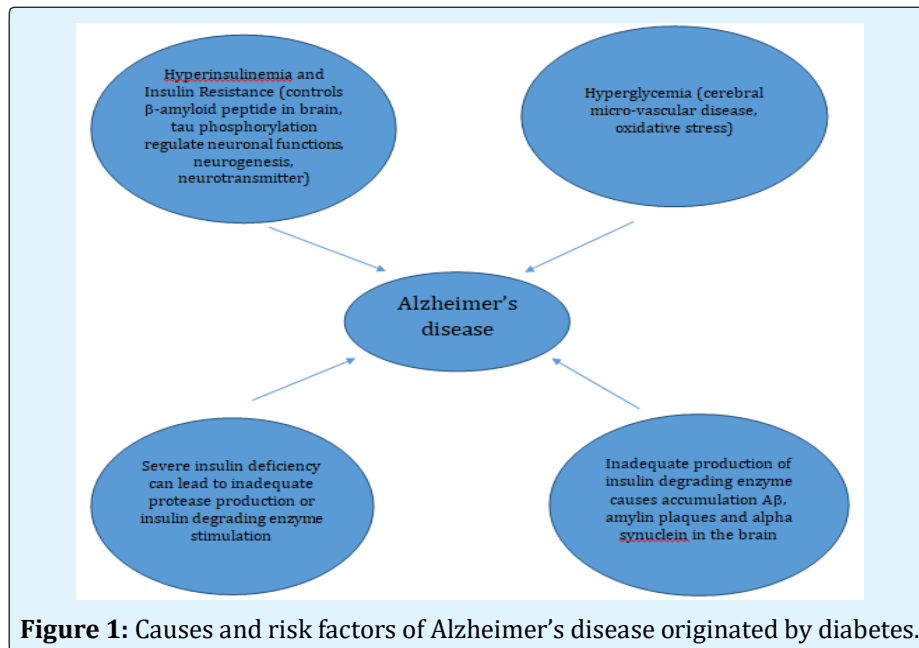 Hyperinsulinemia and
Insulin Resistance (controls
β-amyloid peptide in brain,
tau phosphorylation
regulate neuronal functions,
neurogenesis,
neurotransmitter)
Hyperglycemia (cerebral
micro-vascular disease,
oxidative stress)
Alzheimer’s
disease
Severe insulin deficiency
can lead to inadequate
protease production or
insulin degrading enzyme
stimulation
Inadequate production of
insulin degrading enzyme
causes accumulation Aβ,
amylin plaques and alpha
synuclein in the brain
Figure 1: Causes and risk factors of Alzheimer’s disease originated by diabetes.